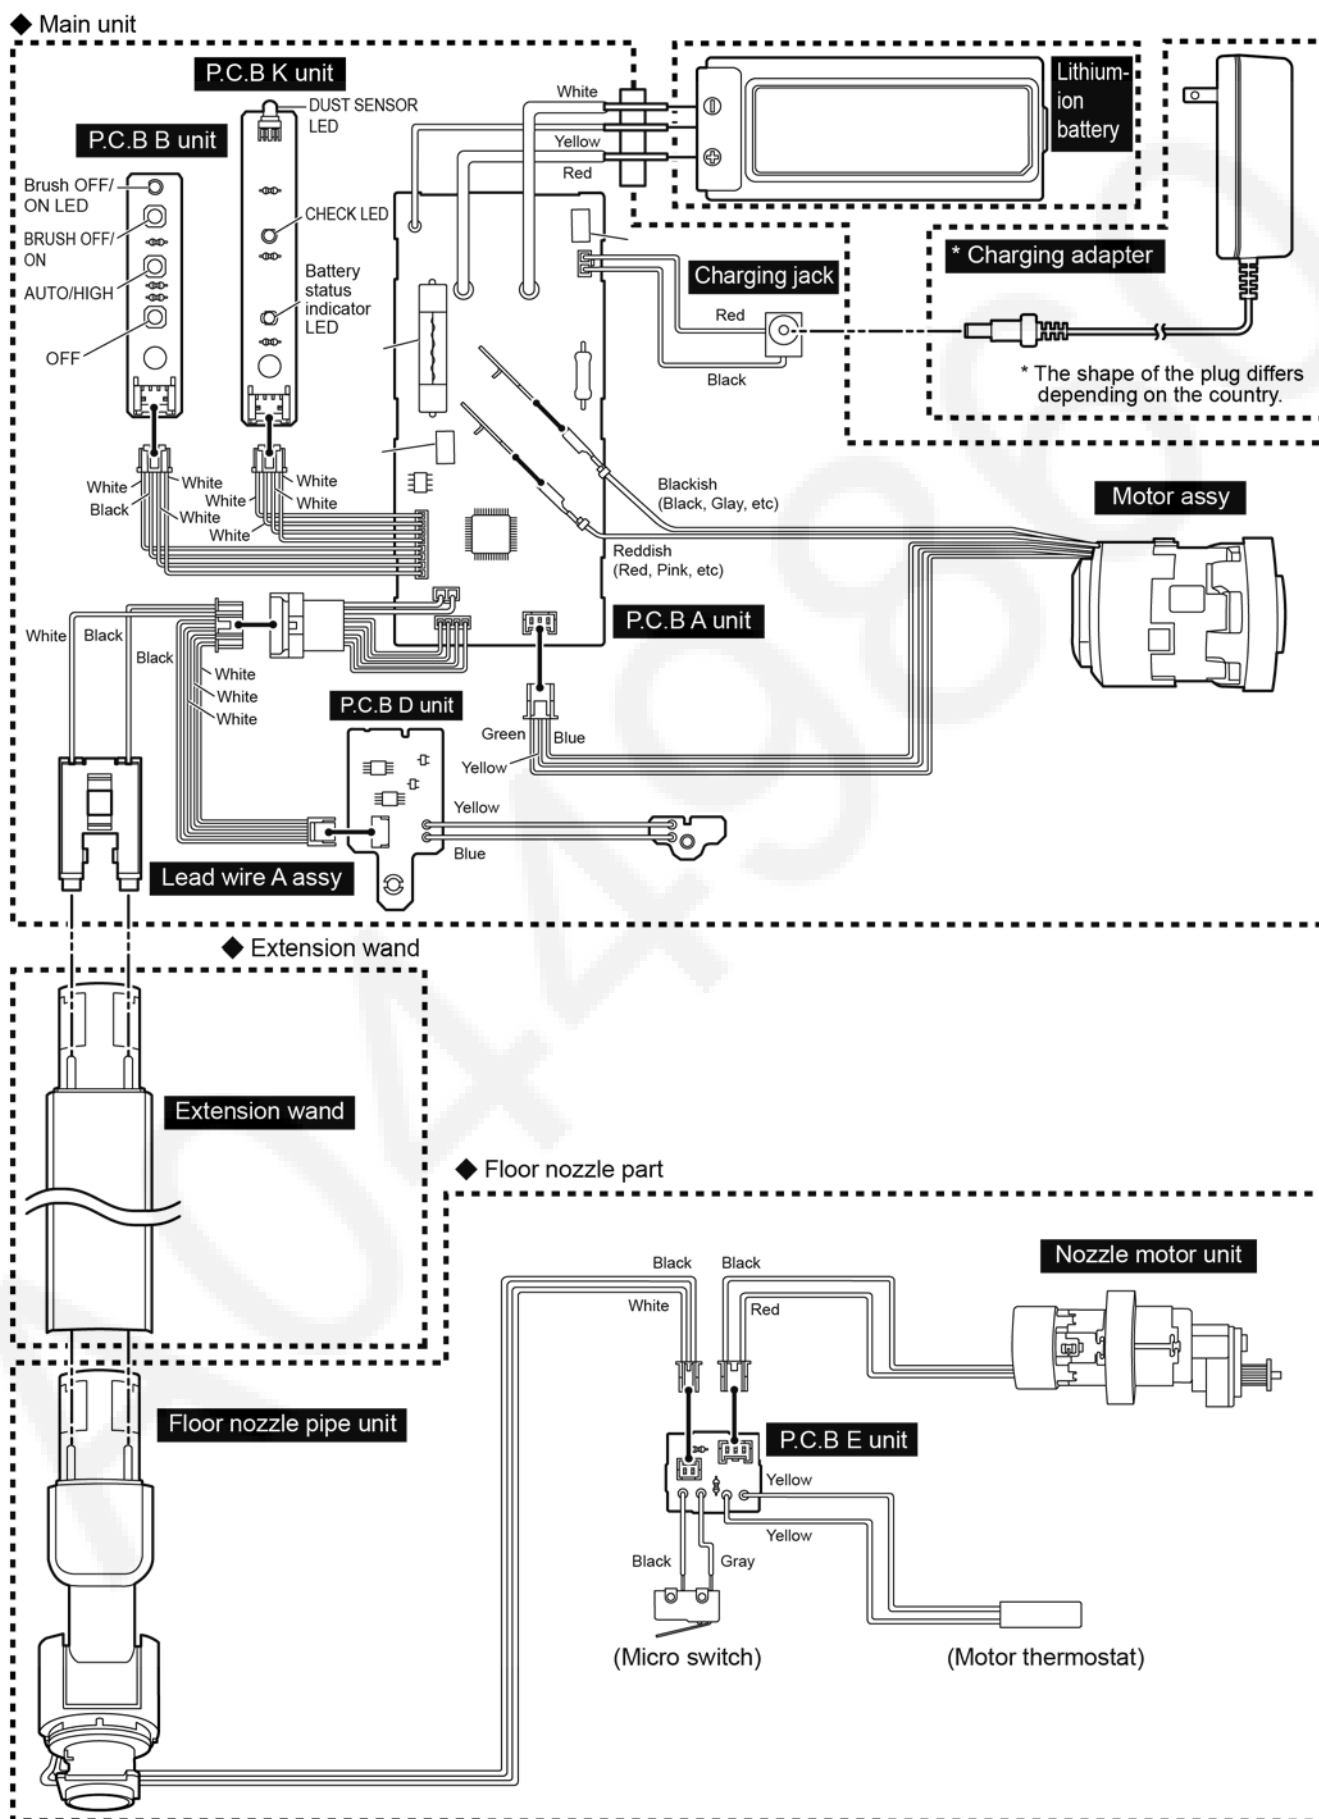 ◆ Main unit
P.C.B K unit
DUST SENSOR
LED
P.C.B B unit
Brush OFF/
ON LED
BRUSH OFF/
ON
AUTO/HIGH
OFF
CHECK LED
Battery
status
indicator
LED
White
Yellow
Red
Lithium-
ion
battery
Charging jack
Red
Black
* Charging adapter
* The shape of the plug differs
depending on the country.
White
Black
White
White
White
White
White
White
Blackish
(Black, Glay, etc)
Reddish
(Red, Pink, etc)
Motor assy
P.C.B A unit
White
Black
Black
White
White
White
P.C.B D unit
Green
Blue
Yellow
Yellow
Blue
Lead wire A assy
◆ Extension wand
Extension wand
◆ Floor nozzle part
Black
Black
White
Red
Nozzle motor unit
Floor nozzle pipe unit
P.C.B E unit
Yellow
Yellow
Black
Gray
(Micro switch)
(Motor thermostat)